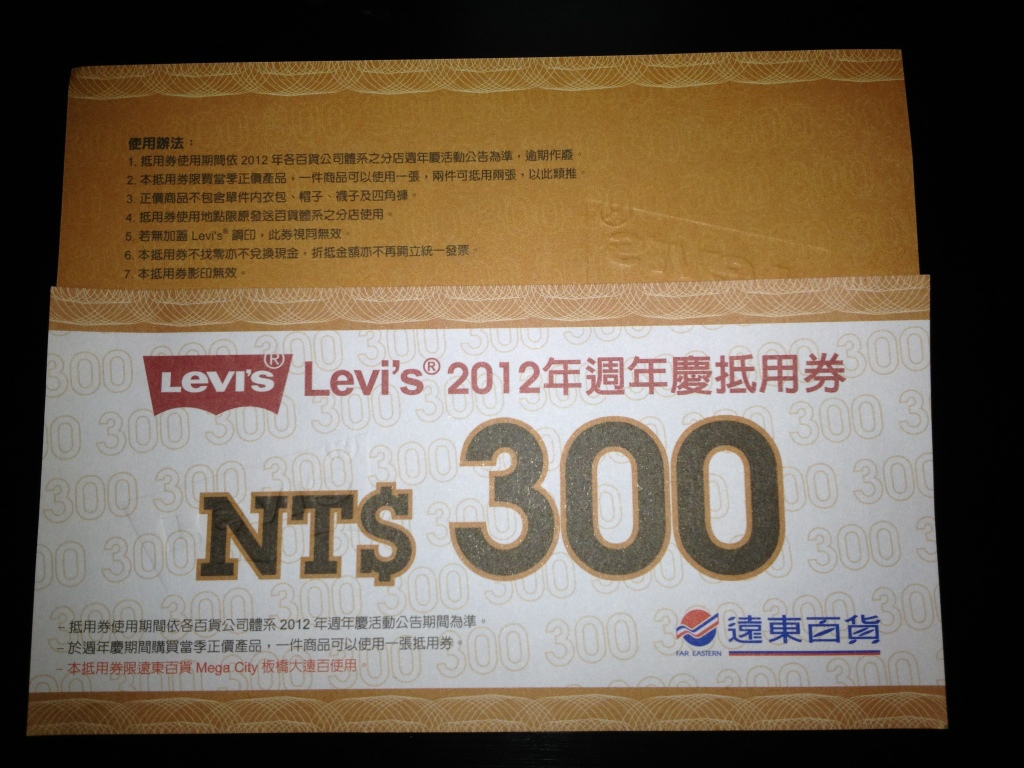 使用辦法：
1. 抵用券使用期間依 2012 年各百貨公司體系之分店週年慶活動公告為準，逾期作廢。
2. 本抵用券限買當季正價產品，一件商品可以使用一張，兩件可抵用兩張，以此類推。
3. 正價商品不包含單件內衣包、帽子、襪子及四角褲。
4. 抵用券使用地點限原發送百貨體系之分店使用。
5. 若無加蓋 Levi's® 鋼印，此券視同無效。
6. 本抵用券不找零亦不兌換現金，折抵金額亦不再開立統一發票。
7. 本抵用券影印無效。
LEVI'S® Levi's® 2012年週年慶抵用券
NT$ 300
- 抵用券使用期間依各百貨公司體系 2012 年週年慶活動公告期間為準。
- 於週年慶期間購買當季正價產品，一件商品可以使用一張抵用券。
- 本抵用券限遠東百貨 Mega City 板橋大遠百使用。
FAR EASTERN 遠東百貨